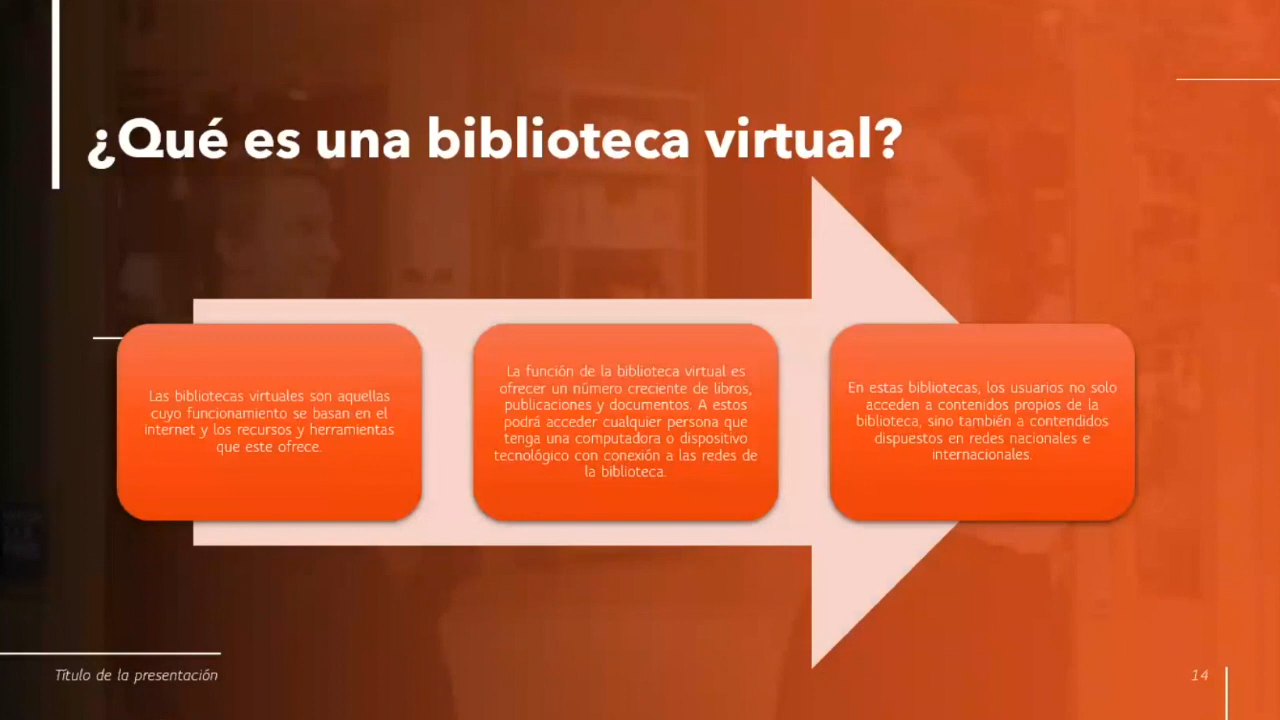 ¿Qué es una biblioteca virtual?
Las bibliotecas virtuales son aquellas
cuyo funcionamiento se basan en el
internet y los recursos y herramientas
que este ofrece.
La función de la biblioteca virtual es
ofrecer un número creciente de libros,
publicaciones y documentos. A estos
podrá acceder cualquier persona que
tenga una computadora o dispositivo
tecnológico con conexión a las redes de
la biblioteca.
En estas bibliotecas, los usuarios no solo
acceden a contenidos propios de la
biblioteca, sino también a contendidos
dispuestos en redes nacionales e
internacionales.
Título de la presentación
14